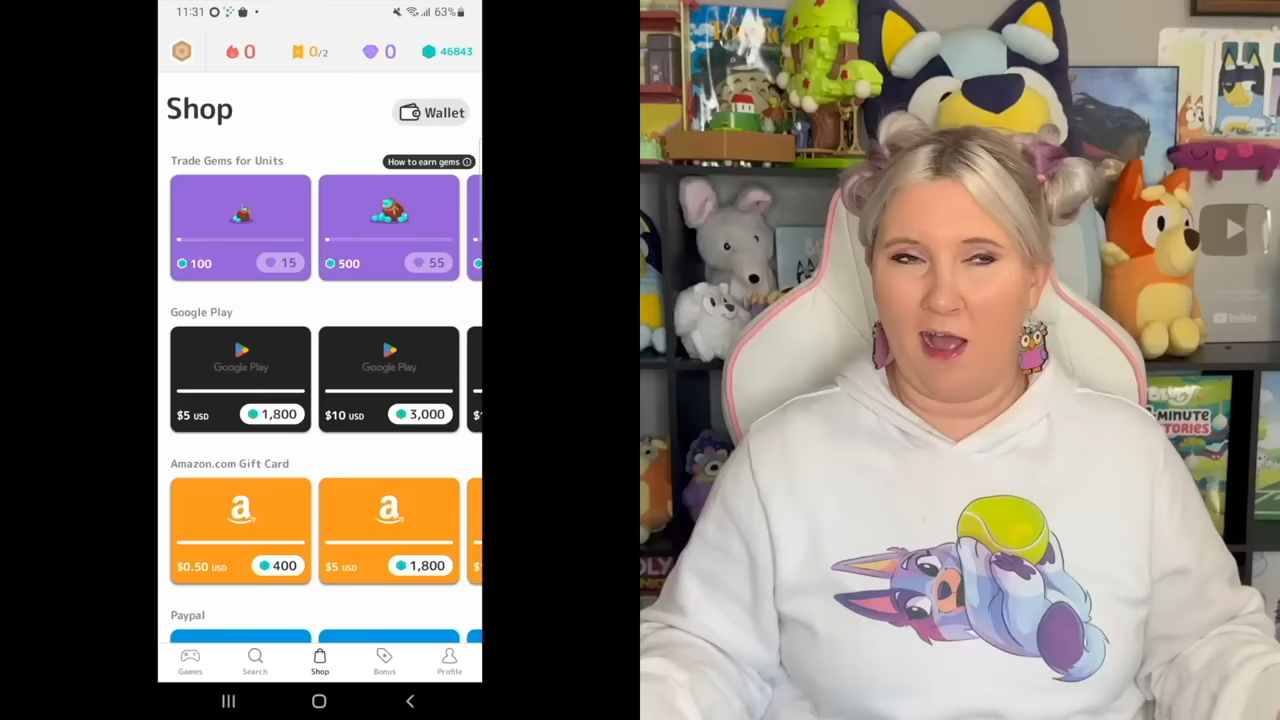 11:31
63%
0
0/2
0
46843
Shop
Wallet
Trade Gems for Units
How to earn gems
100
15
500
55
Google Play
Google Play
Google Play
$5 USD
1,800
$10 USD
3,000
Amazon.com Gift Card
a
a
$0.50 USD
400
$5 USD
1,800
Paypal
Games
Search
Shop
Bonus
Profile
YouTube
MINUTE